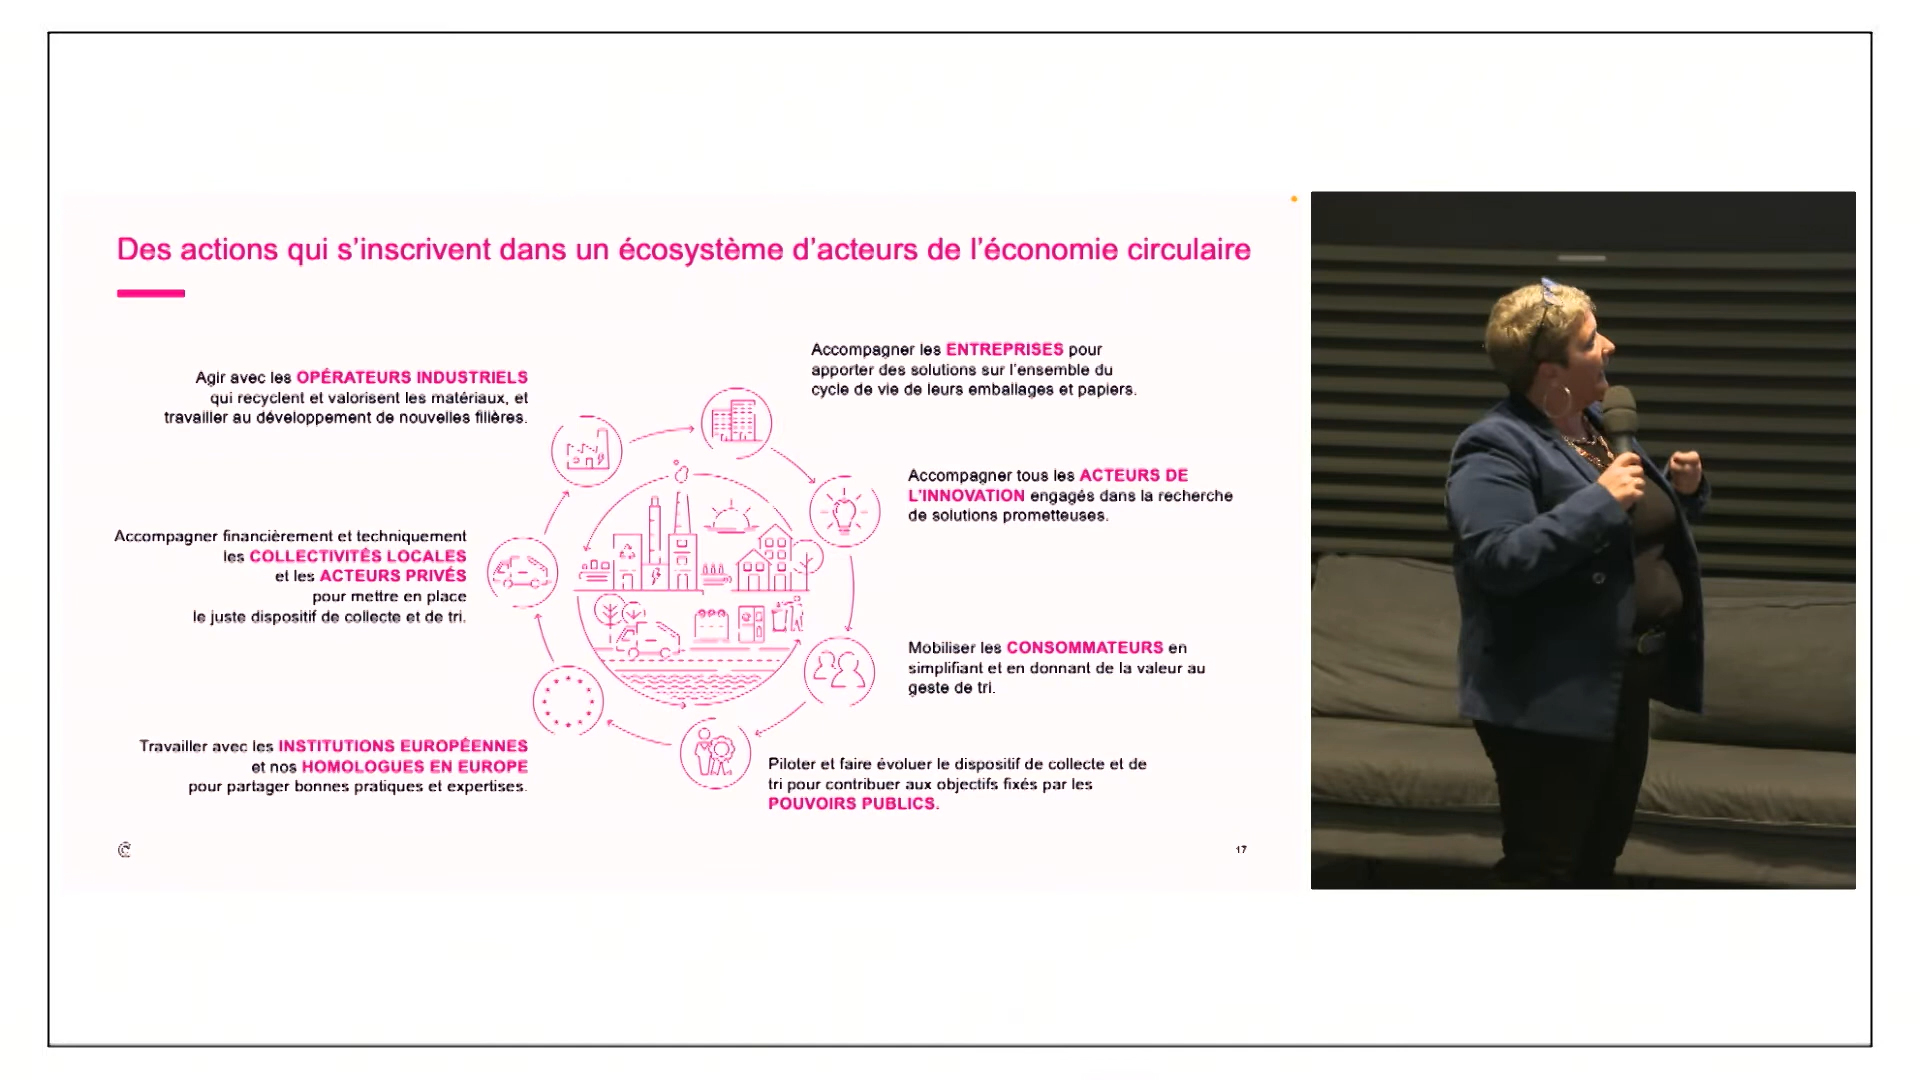 Des actions qui s'inscrivent dans un écosystème d'acteurs de l'économie circulaire
Accompagner les ENTREPRISES pour
apporter des solutions sur l'ensemble du
cycle de vie de leurs emballages et papiers.
Agir avec les OPÉRATEURS INDUSTRIELS
qui recyclent et valorisent les matériaux, et
travailler au développement de nouvelles filières.
Accompagner tous les ACTEURS DE
L'INNOVATION engagés dans la recherche
de solutions prometteuses.
Accompagner financièrement et techniquement
les COLLECTIVITÉS LOCALES
et les ACTEURS PRIVÉS
pour mettre en place
le juste dispositif de collecte et de tri.
Mobiliser les CONSOMMATEURS en
simplifiant et en donnant de la valeur au
geste de tri.
Travailler avec les INSTITUTIONS EUROPÉENNES
et nos HOMOLOGUES EN EUROPE
pour partager bonnes pratiques et expertises.
Piloter et faire évoluer le dispositif de collecte et de
tri pour contribuer aux objectifs fixés par les
POUVOIRS PUBLICS.
17